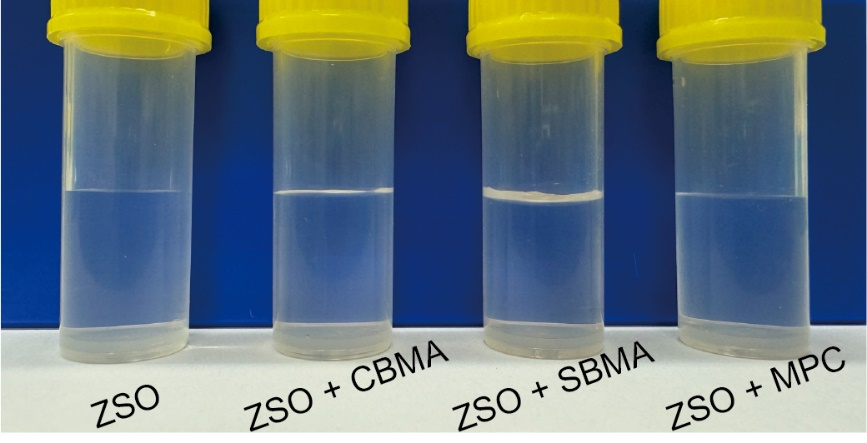 ZSO
ZSO + CBMA
ZSO + SBMA
ZSO + MPC